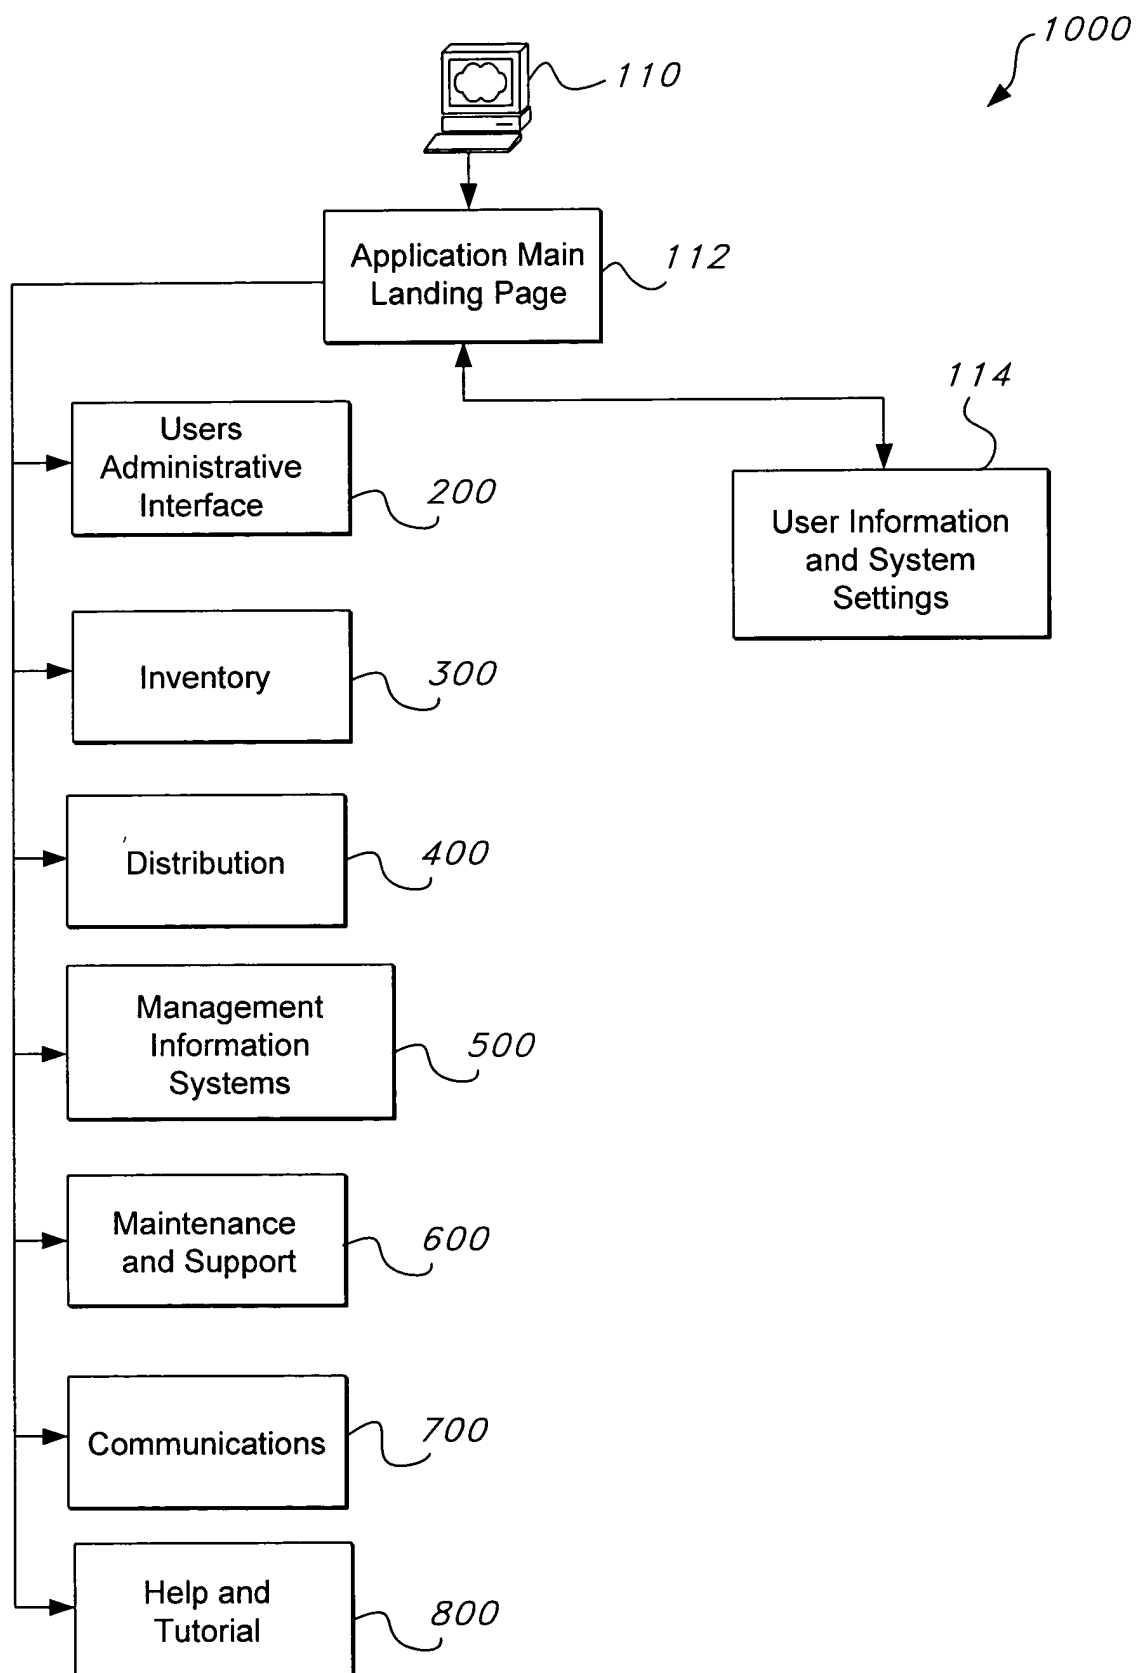 1000
110
Application Main
Landing Page
112
114
Users
Administrative
Interface
200
User Information
and System
Settings
Inventory
300
Distribution
400
Management
Information
Systems
500
Maintenance
and Support
600
Communications
700
Help and
Tutorial
800